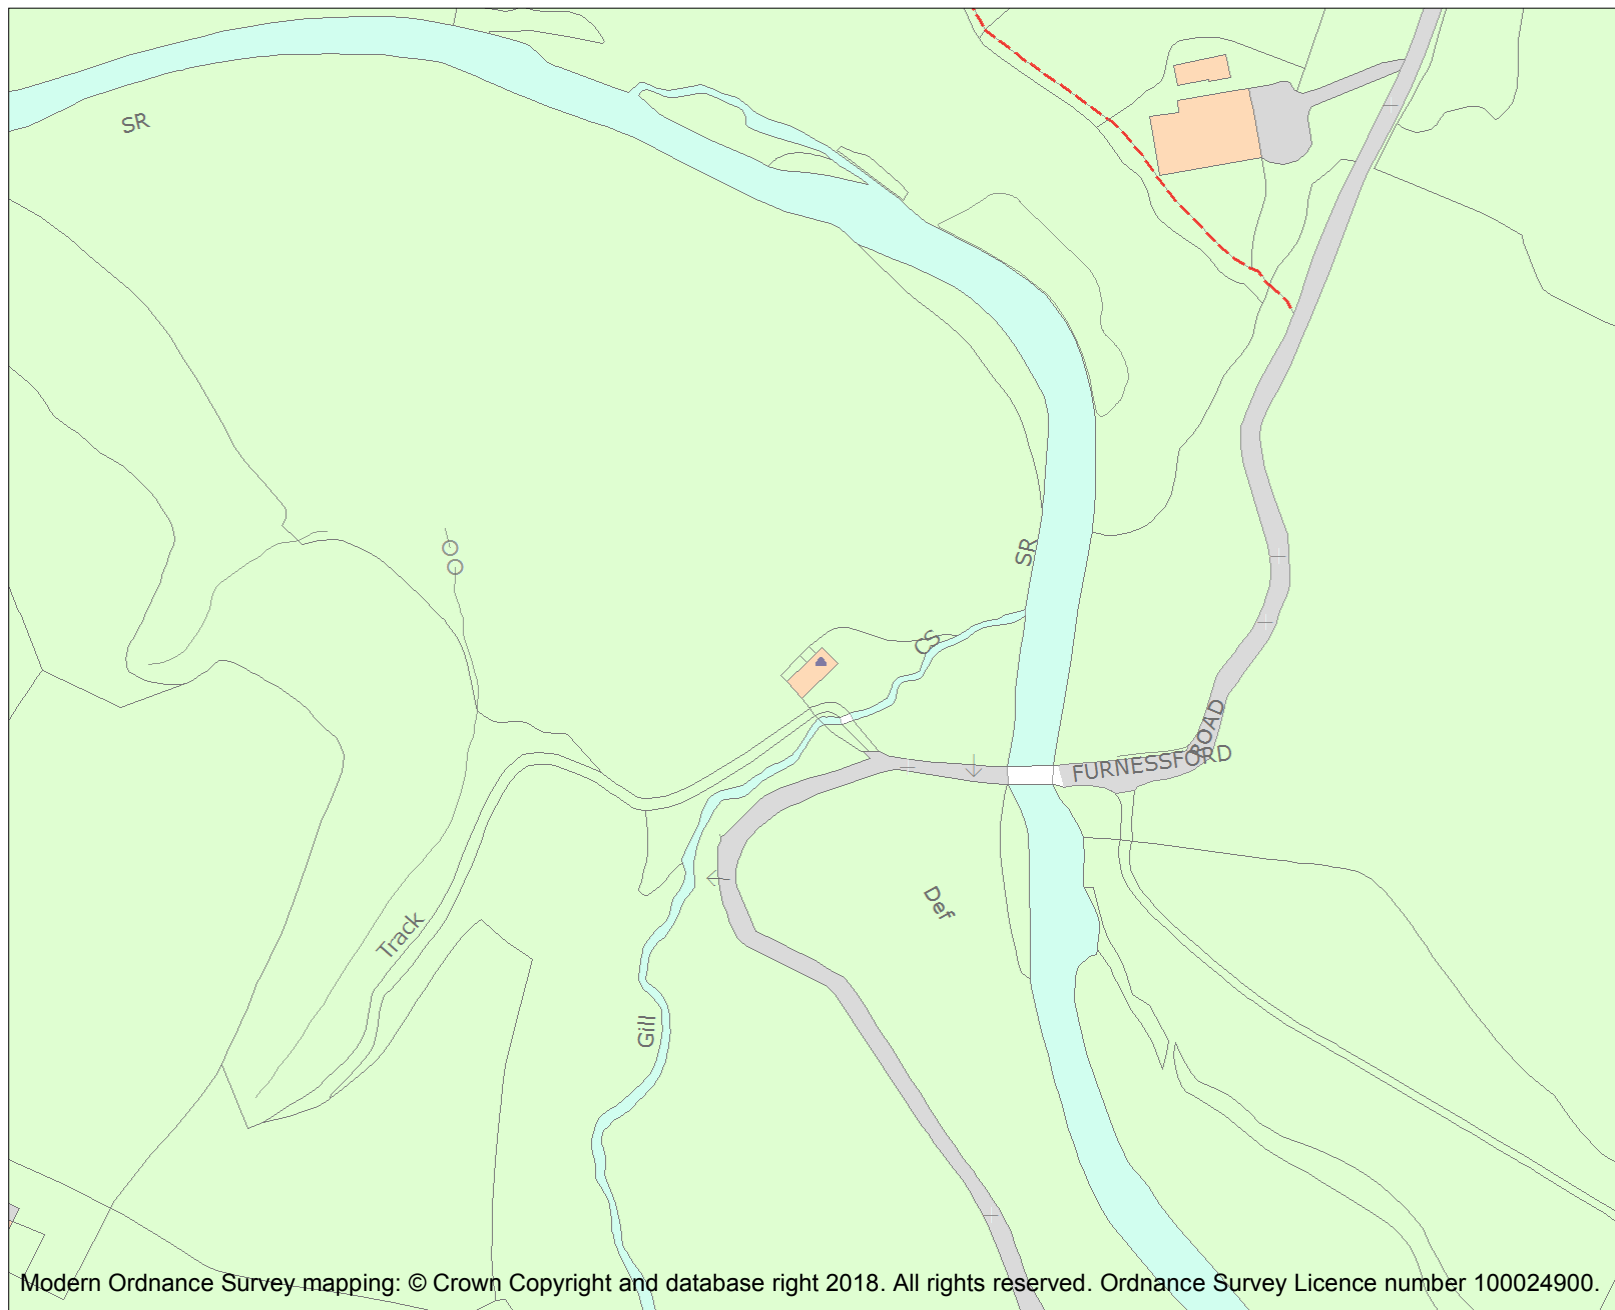 SR
SR
CS
ROAD
FURNESSFORD
Def
Track
Gill
Modern Ordnance Survey mapping: © Crown Copyright and database right 2018. All rights reserved. Ordnance Survey Licence number 100024900.